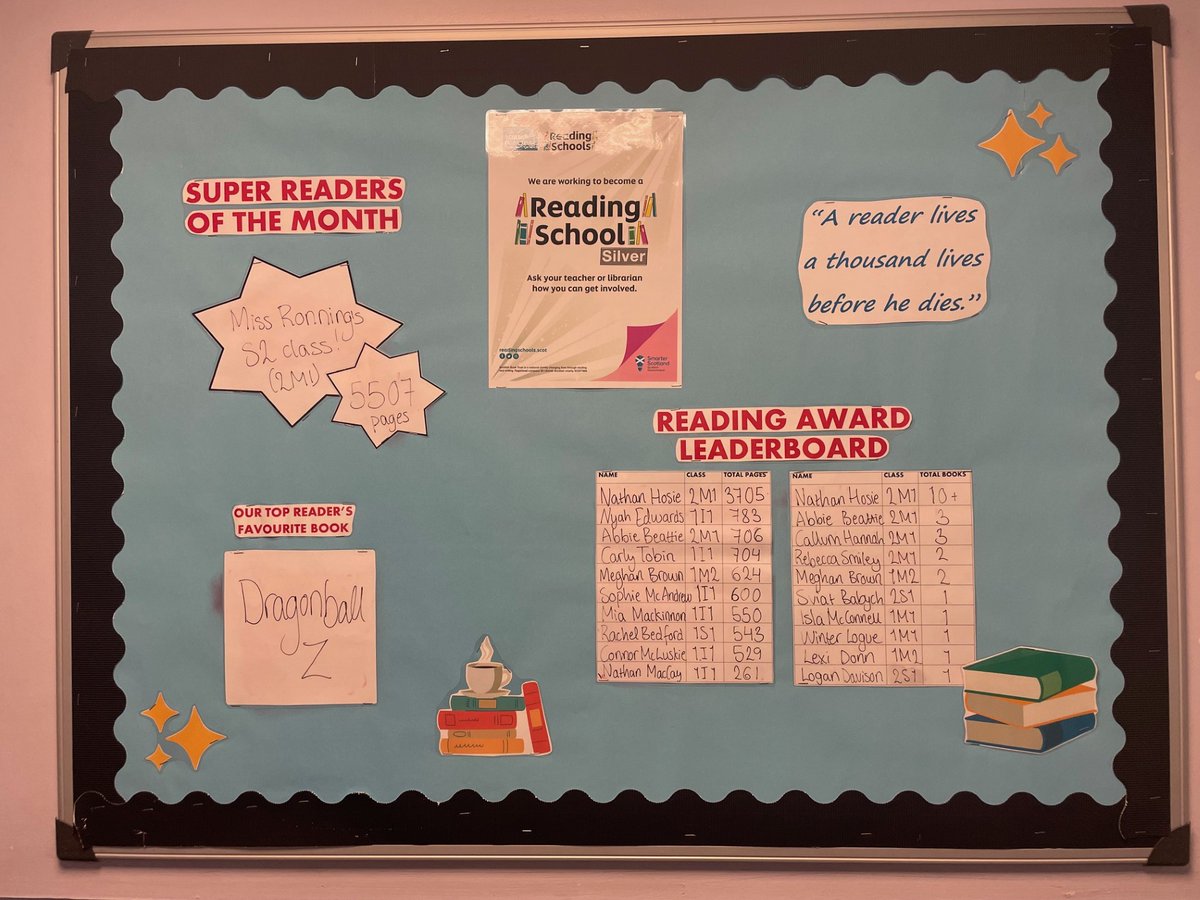 SUPER READERS
OF THE MONTH
Miss Ronning's
S2 class!
(2M1)
5507
pages
OUR TOP READER'S
FAVOURITE BOOK
Dragonball
Z
Reading
Schools
We are working to become a
Reading
School
Silver
Ask your teacher or librarian
how you can get involved.
readingschools.scot
Smarter
Scotland
"A reader lives
a thousand lives
before he dies."
READING AWARD
LEADERBOARD
NAME CLASS TOTAL PAGES
Nathan Hosie 2M1 3705
Nyah Edwards 1I1 783
Abbie Beattie 2M1 706
Carly Tobin 1I1 704
Meghan Brown 1M2 624
Sophie McAndrew 1I1 600
Mia Mackinnon 1I1 550
Rachel Bedford 1S1 543
Connor McLuskie 1I1 529
Nathan MacCay 1I1 261
NAME CLASS TOTAL BOOKS
Nathan Hosie 2M1 10+
Abbie Beattie 2M1 3
Callum Hannah 2M1 3
Rebecca Smiley 2M1 2
Meghan Brown 1M2 2
Sviat Babych 2S1 1
Isla McConnell 1M1 1
Winter Logue 1M1 1
Lexi Donn 1M2 1
Logan Davison 2S1 1